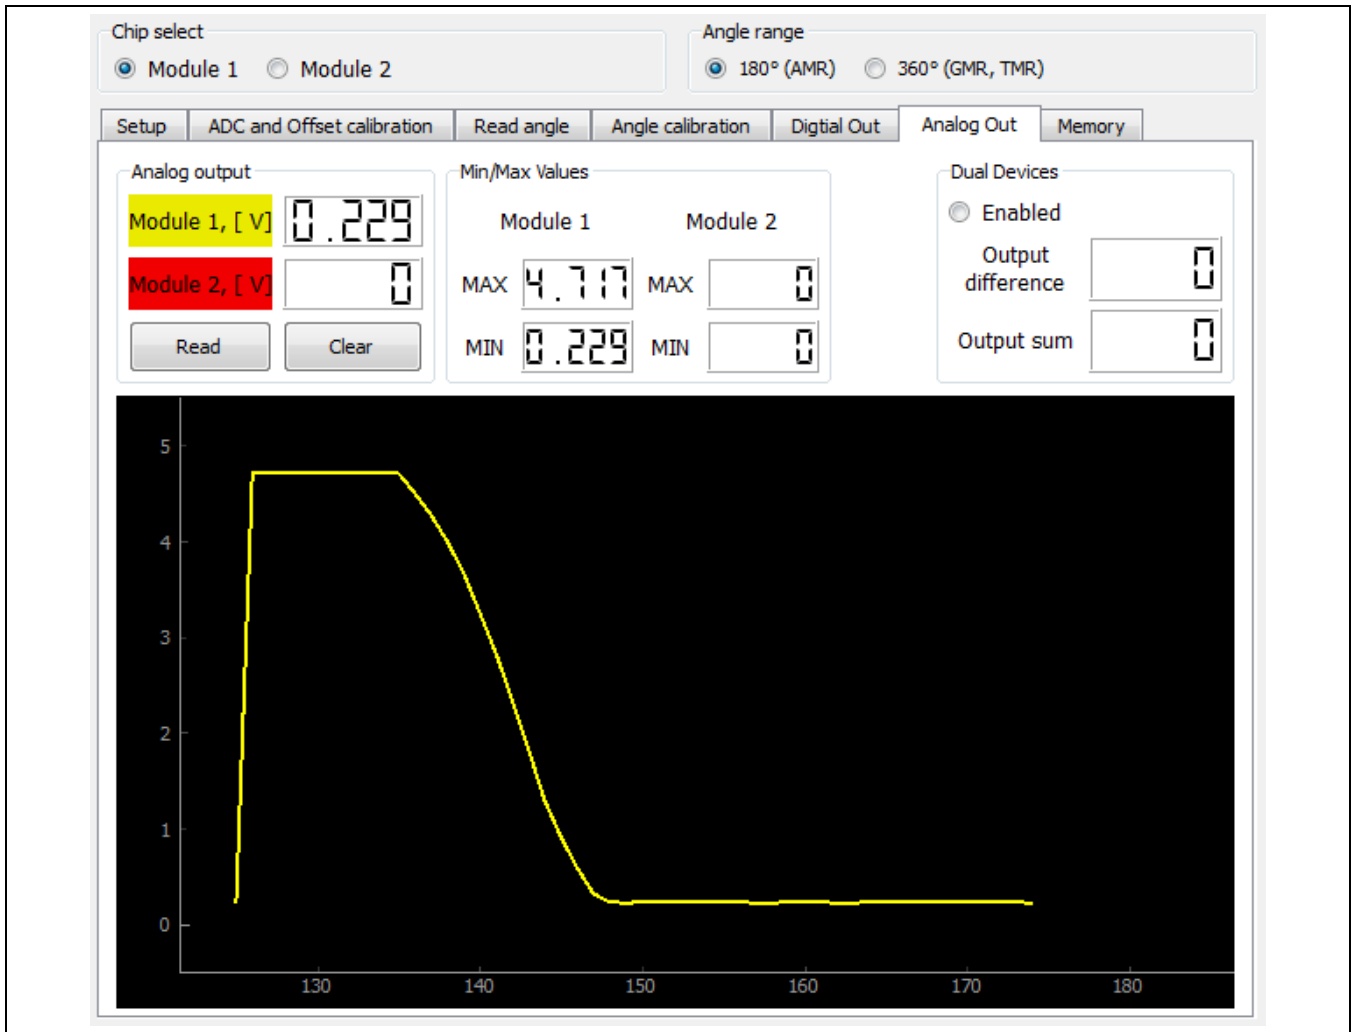 Chip select
Module 1 Module 2
Angle range
180° (AMR) 360° (GMR, TMR)
Setup ADC and Offset calibration Read angle Angle calibration Digtial Out Analog Out Memory
Analog output
Module 1, [ V] 0.229
Module 2, [ V] 0
Read Clear
Min/Max Values
Module 1 Module 2
MAX 4.717 MAX 0
MIN 0.229 MIN 0
Dual Devices
Enabled
Output
difference 0
Output sum 0
5
4
3
2
1
0
130 140 150 160 170 180